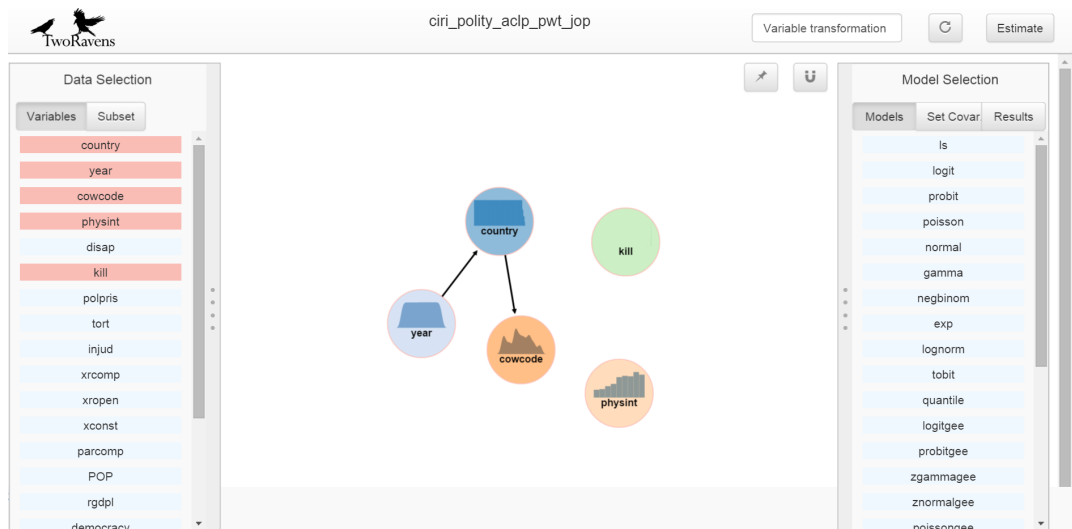 TwoRavens
ciri_polity_aclp_pwt_jop
Variable transformation
Estimate
Data Selection
Variables
Subset
country
year
cowcode
physint
disap
kill
polpris
tort
injud
xrcomp
xropen
xconst
parcomp
POP
rgdpl
democracy
country
kill
year
cowcode
physint
Model Selection
Models
Set Covar.
Results
ls
logit
probit
poisson
normal
gamma
negbinom
exp
lognorm
tobit
quantile
logitgee
probitgee
zgammagee
znormalgee
poissongee